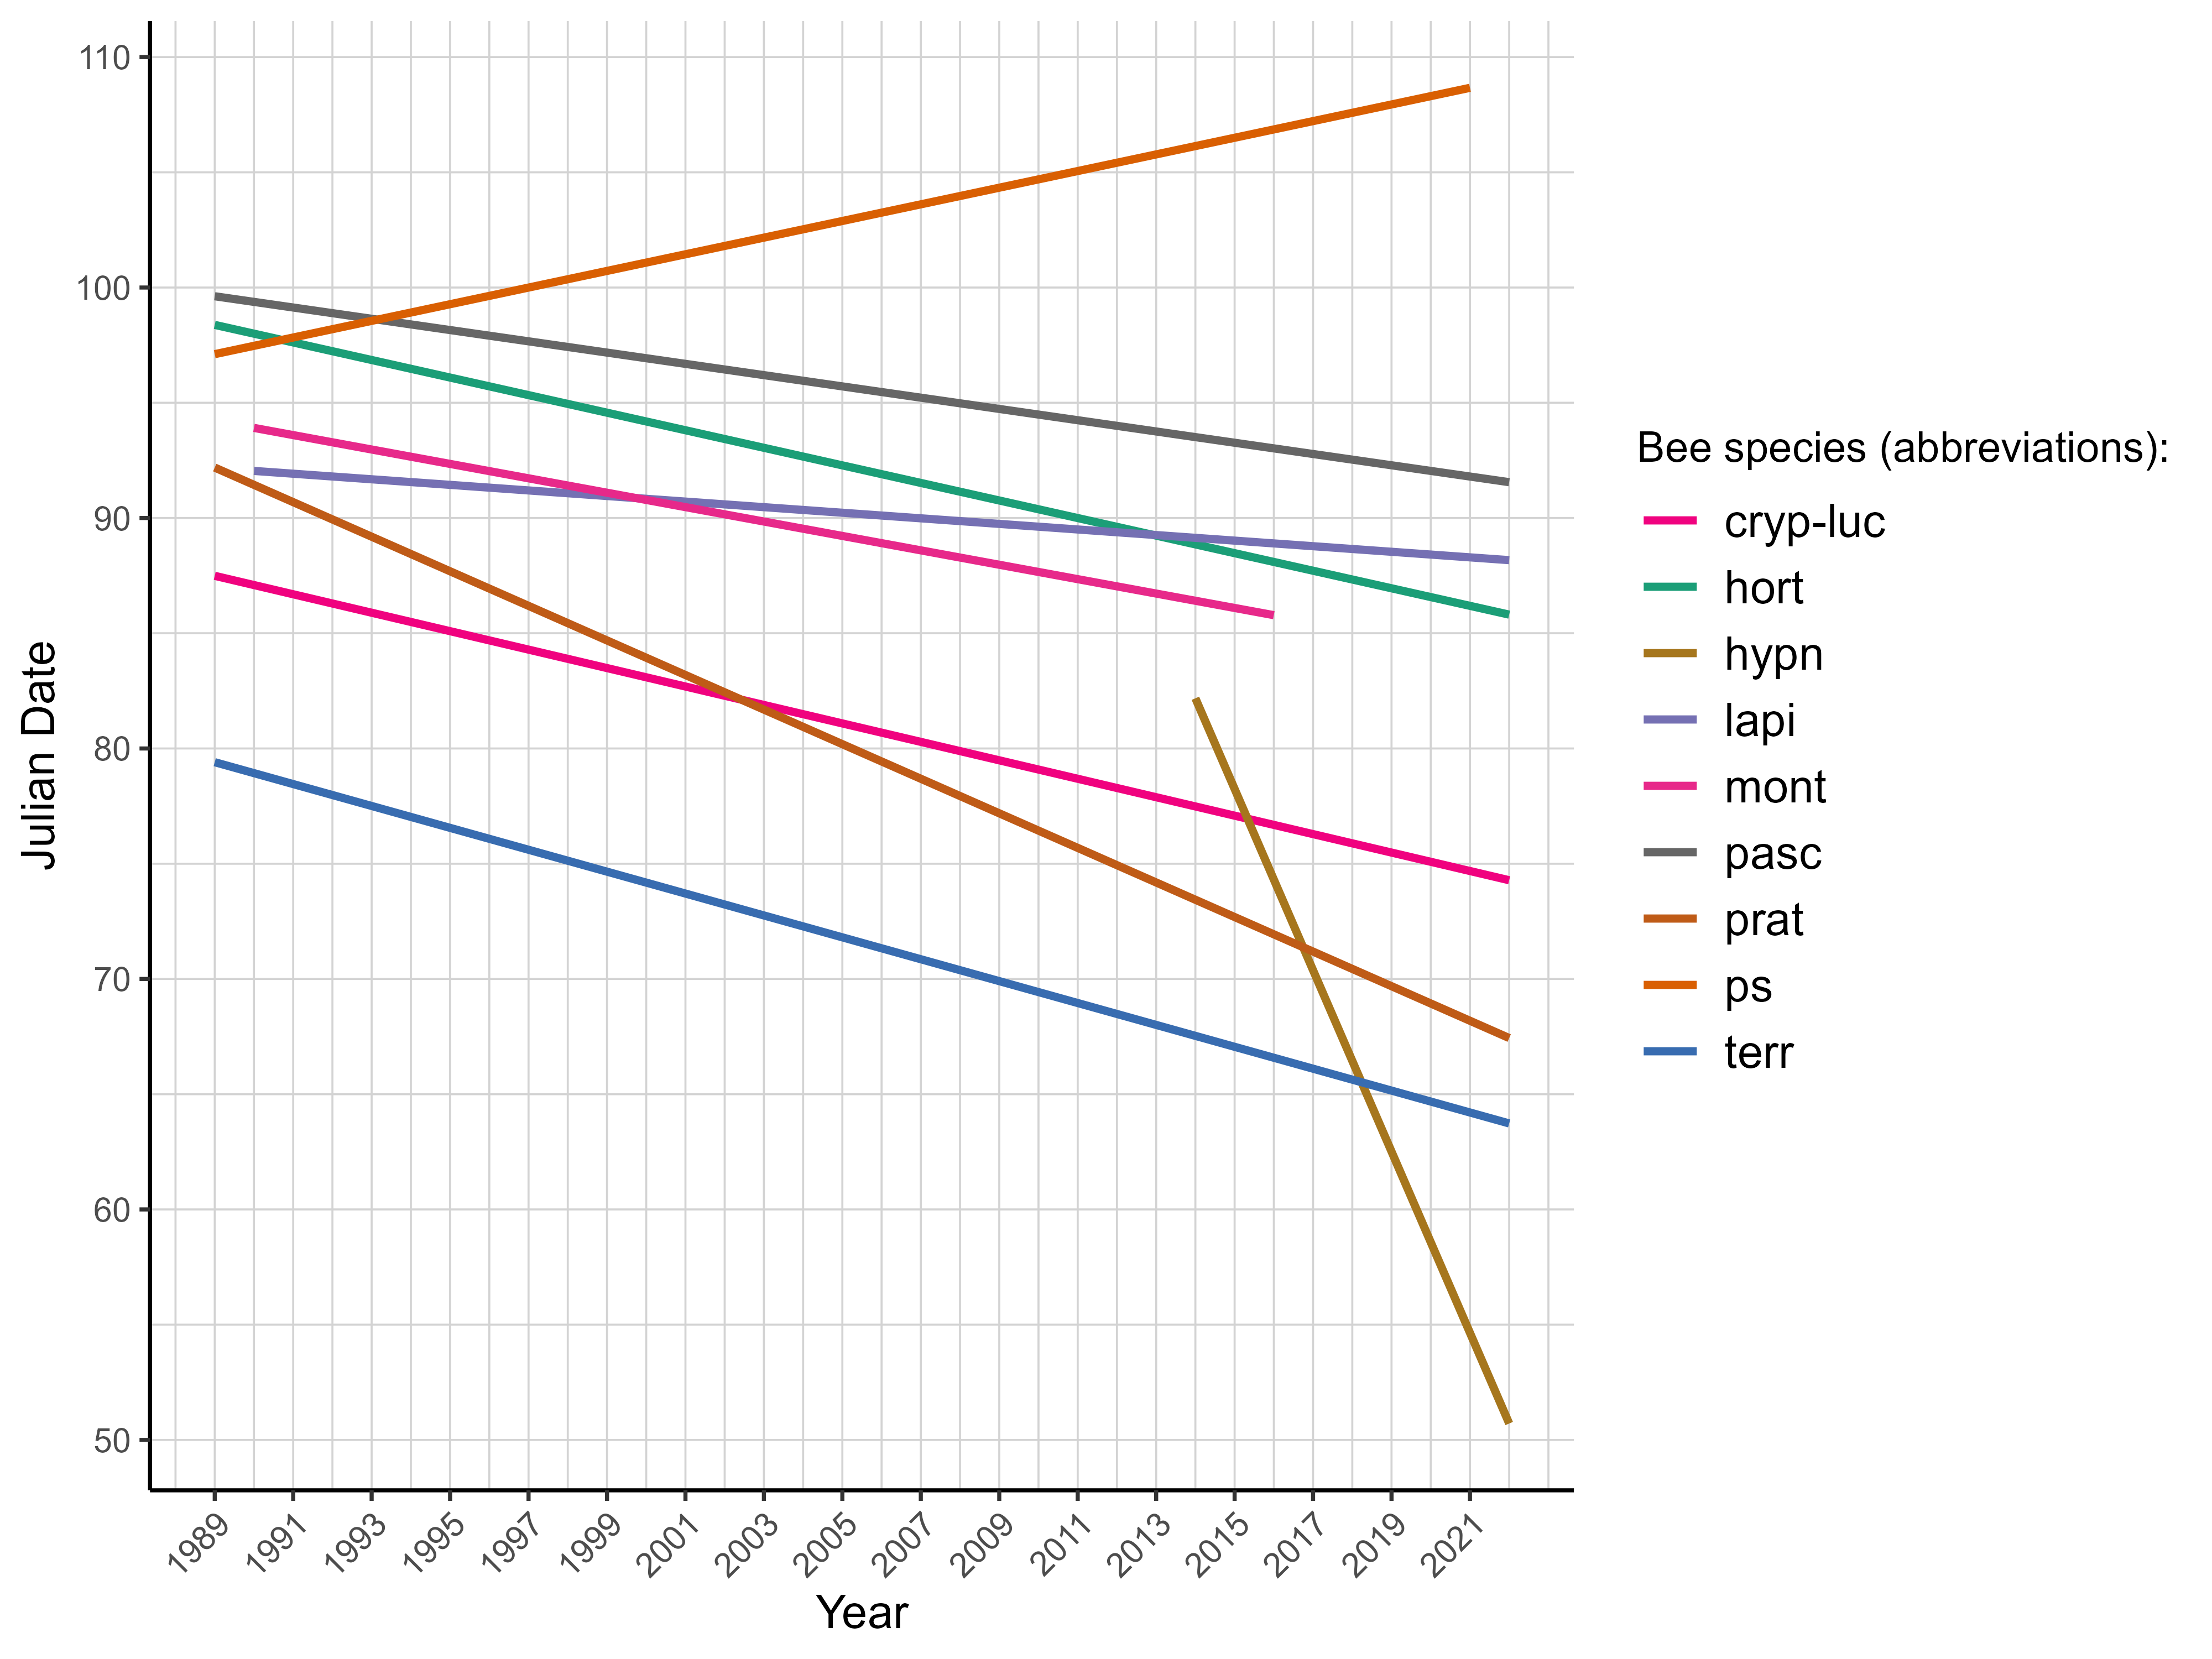 110
100
90
80
70
60
50
Julian Date
1989
1991
1993
1995
1997
1999
2001
2003
2005
2007
2009
2011
2013
2015
2017
2019
2021
Year
Bee species (abbreviations):
cryp-luc
hort
hypn
lapi
mont
pasc
prat
ps
terr